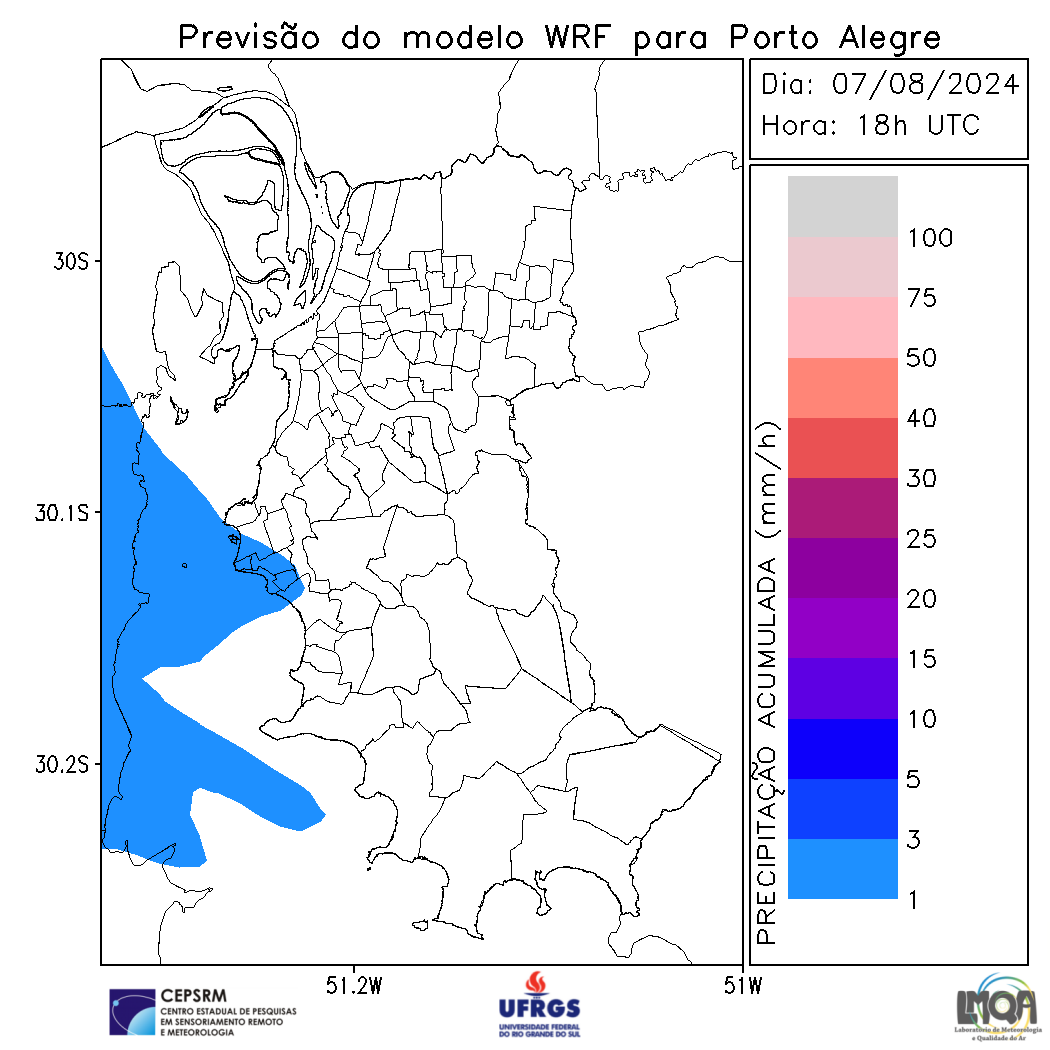 Previsão do modelo WRF para Porto Alegre
Dia: 07/08/2024
Hora: 18h UTC
30S
30.1S
30.2S
51.2W
51W
PRECIPITAÇÃO ACUMULADA (mm/h)
100
75
50
40
30
25
20
15
10
5
3
1
CEPSRM
CENTRO ESTADUAL DE PESQUISAS
EM SENSORIAMENTO REMOTO
E METEOROLOGIA
UFRGS
UNIVERSIDADE FEDERAL
DO RIO GRANDE DO SUL
LMQA
Laboratório de Meteorologia
e Qualidade do Ar